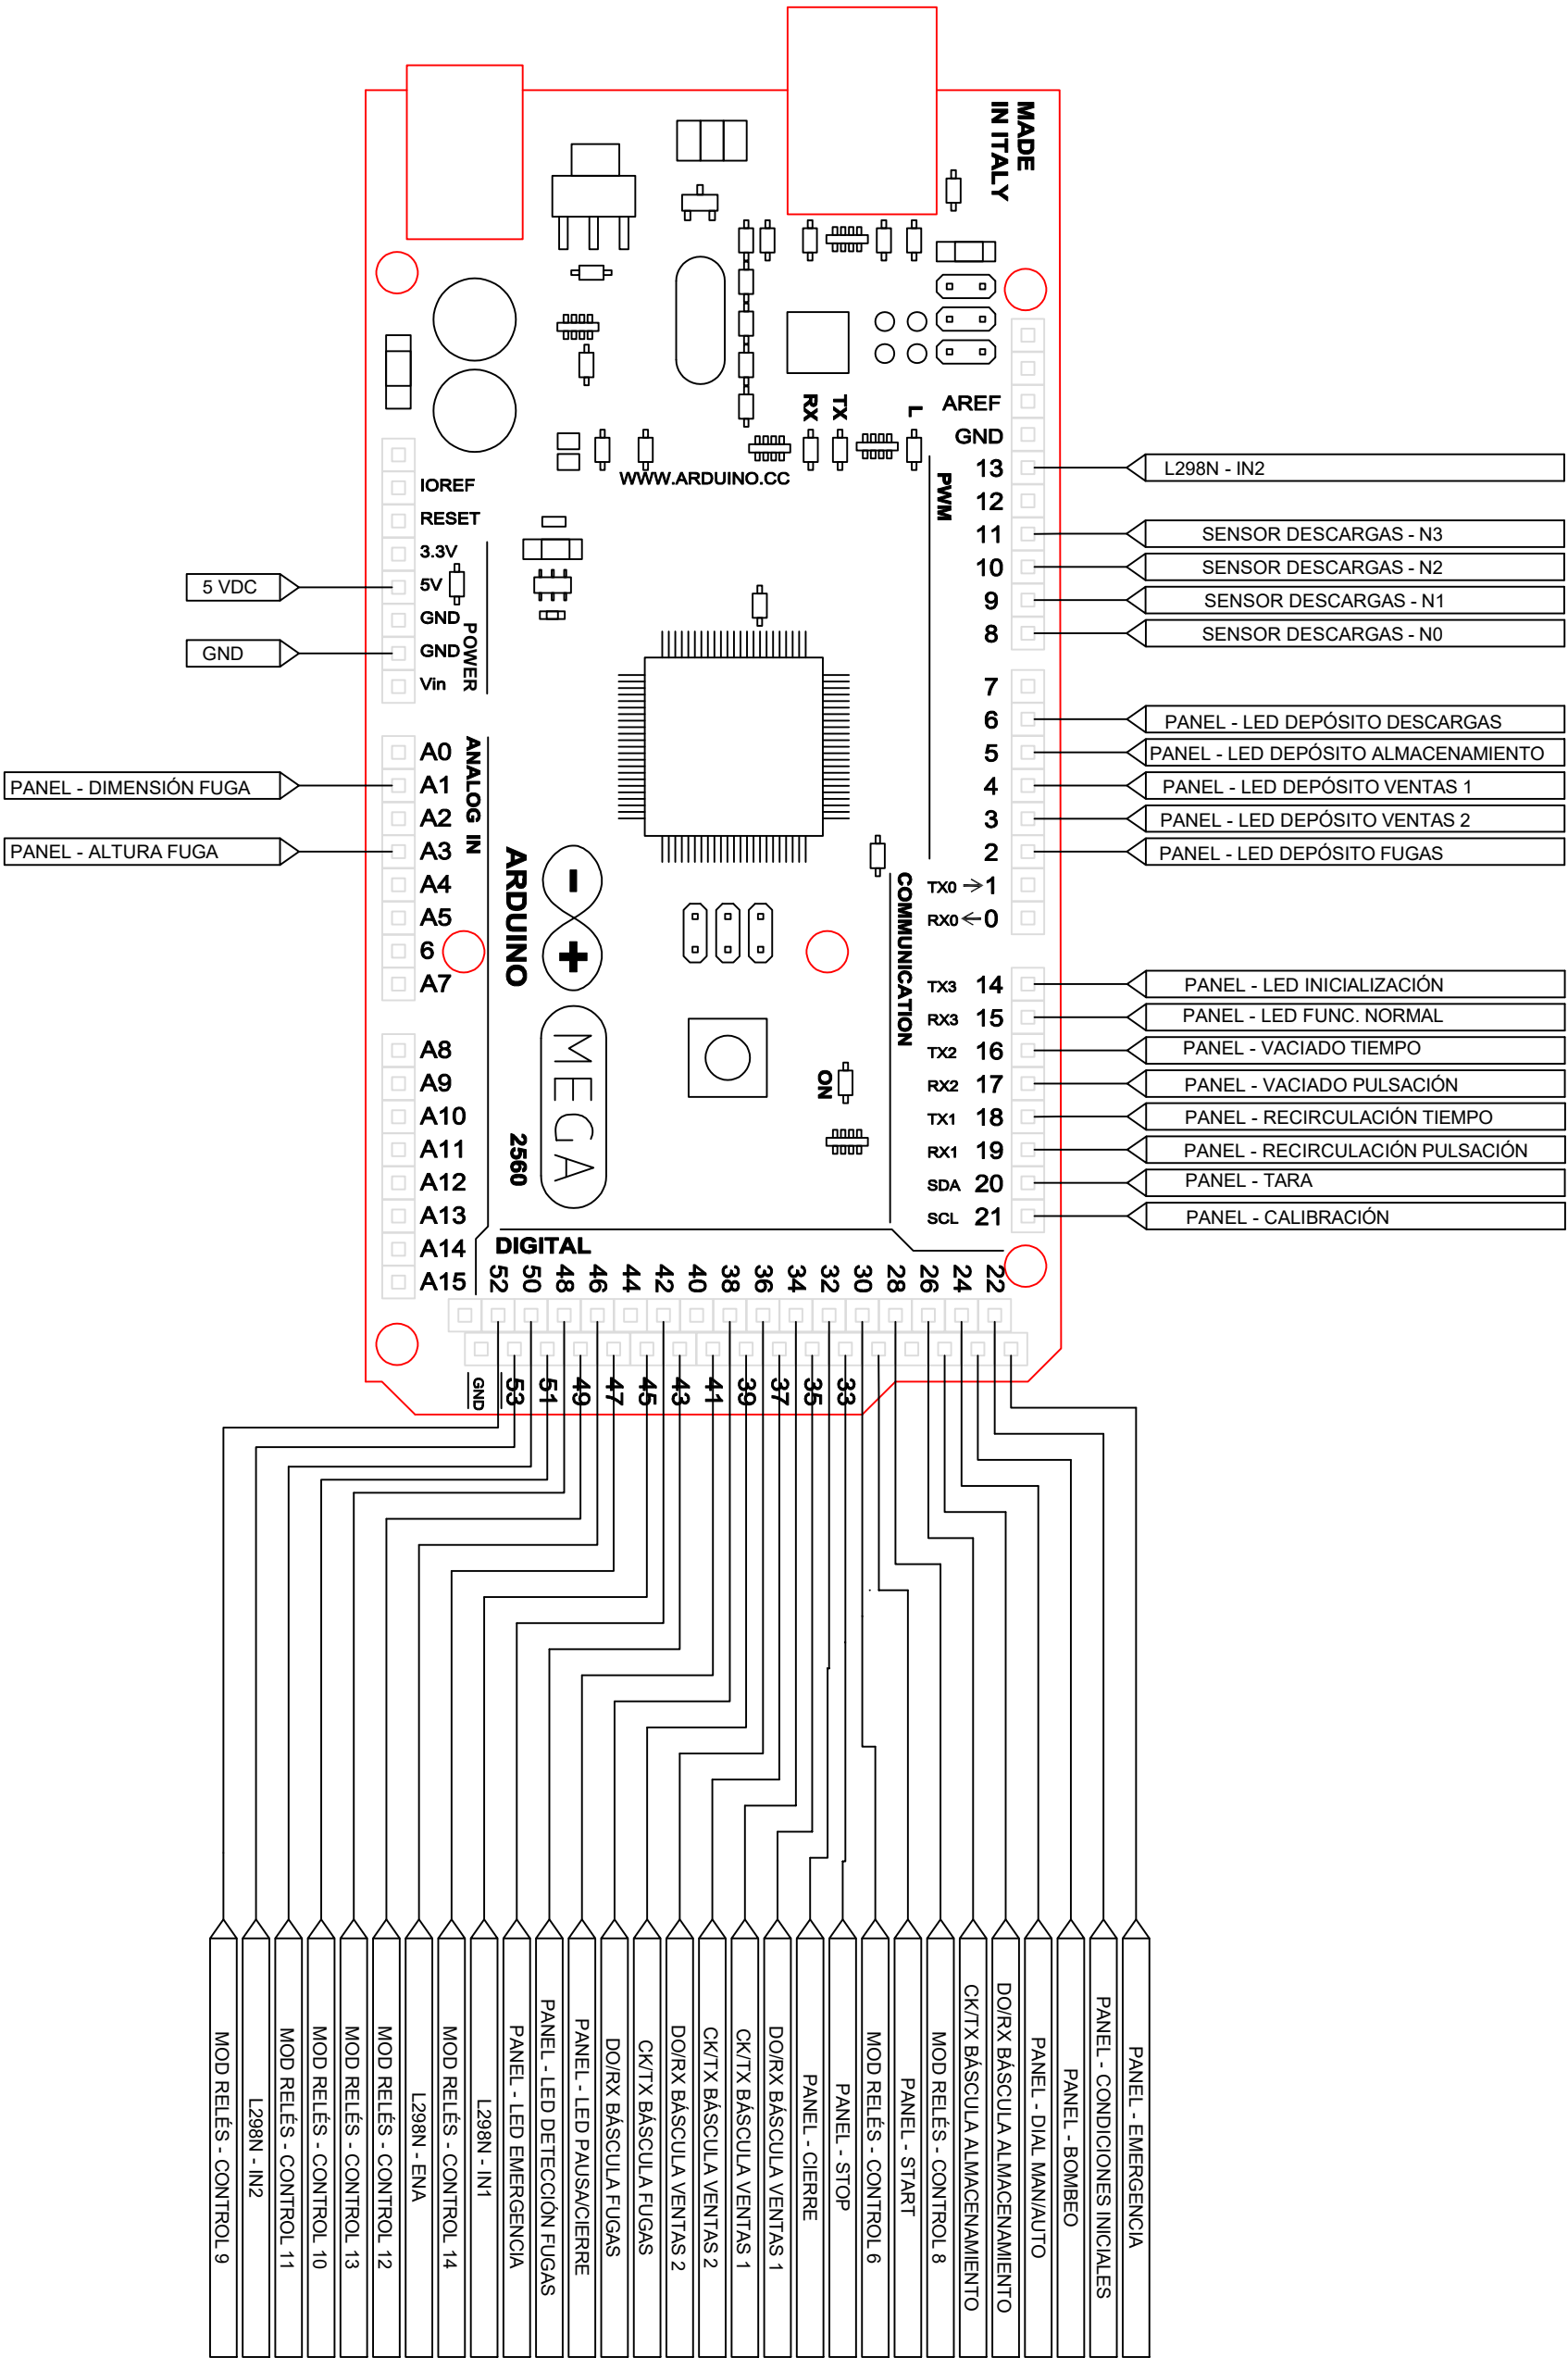 MADE
IN ITALY
RX
TX
L
WWW.ARDUINO.CC
AREF
GND
13
12
11
10
9
8
PWM
7
6
5
4
3
2
TX0 → 1
RX0 ← 0
COMMUNICATION
TX3 14
RX3 15
TX2 16
RX2 17
TX1 18
RX1 19
SDA 20
SCL 21
L298N - IN2
SENSOR DESCARGAS - N3
SENSOR DESCARGAS - N2
SENSOR DESCARGAS - N1
SENSOR DESCARGAS - N0
PANEL - LED DEPÓSITO DESCARGAS
PANEL - LED DEPÓSITO ALMACENAMIENTO
PANEL - LED DEPÓSITO VENTAS 1
PANEL - LED DEPÓSITO VENTAS 2
PANEL - LED DEPÓSITO FUGAS
PANEL - LED INICIALIZACIÓN
PANEL - LED FUNC. NORMAL
PANEL - VACIADO TIEMPO
PANEL - VACIADO PULSACIÓN
PANEL - RECIRCULACIÓN TIEMPO
PANEL - RECIRCULACIÓN PULSACIÓN
PANEL - TARA
PANEL - CALIBRACIÓN
IOREF
RESET
3.3V
5V
GND
GND
Vin
POWER
5 VDC
GND
A0
A1
A2
A3
A4
A5
6
A7
ANALOG IN
PANEL - DIMENSIÓN FUGA
PANEL - ALTURA FUGA
A8
A9
A10
A11
A12
A13
A14
A15
ARDUINO
MEGA
2560
ON
DIGITAL
52 50 48 46 44 42 40 38 36 34 32 30 28 26 24 22
GND 53 51 49 47 45 43 41 39 37 35 33
MOD RELÉS - CONTROL 9
L298N - IN2
MOD RELÉS - CONTROL 11
MOD RELÉS - CONTROL 10
MOD RELÉS - CONTROL 13
MOD RELÉS - CONTROL 12
L298N - ENA
MOD RELÉS - CONTROL 14
L298N - IN1
PANEL - LED EMERGENCIA
PANEL - LED DETECCIÓN FUGAS
PANEL - LED PAUSA/CIERRE
DO/RX BÁSCULA FUGAS
CK/TX BÁSCULA FUGAS
DO/RX BÁSCULA VENTAS 2
CK/TX BÁSCULA VENTAS 2
CK/TX BÁSCULA VENTAS 1
DO/RX BÁSCULA VENTAS 1
PANEL - CIERRE
PANEL - STOP
MOD RELÉS - CONTROL 6
PANEL - START
MOD RELÉS - CONTROL 8
CK/TX BÁSCULA ALMACENAMIENTO
DO/RX BÁSCULA ALMACENAMIENTO
PANEL - DIAL MAN/AUTO
PANEL - BOMBEO
PANEL - CONDICIONES INICIALES
PANEL - EMERGENCIA